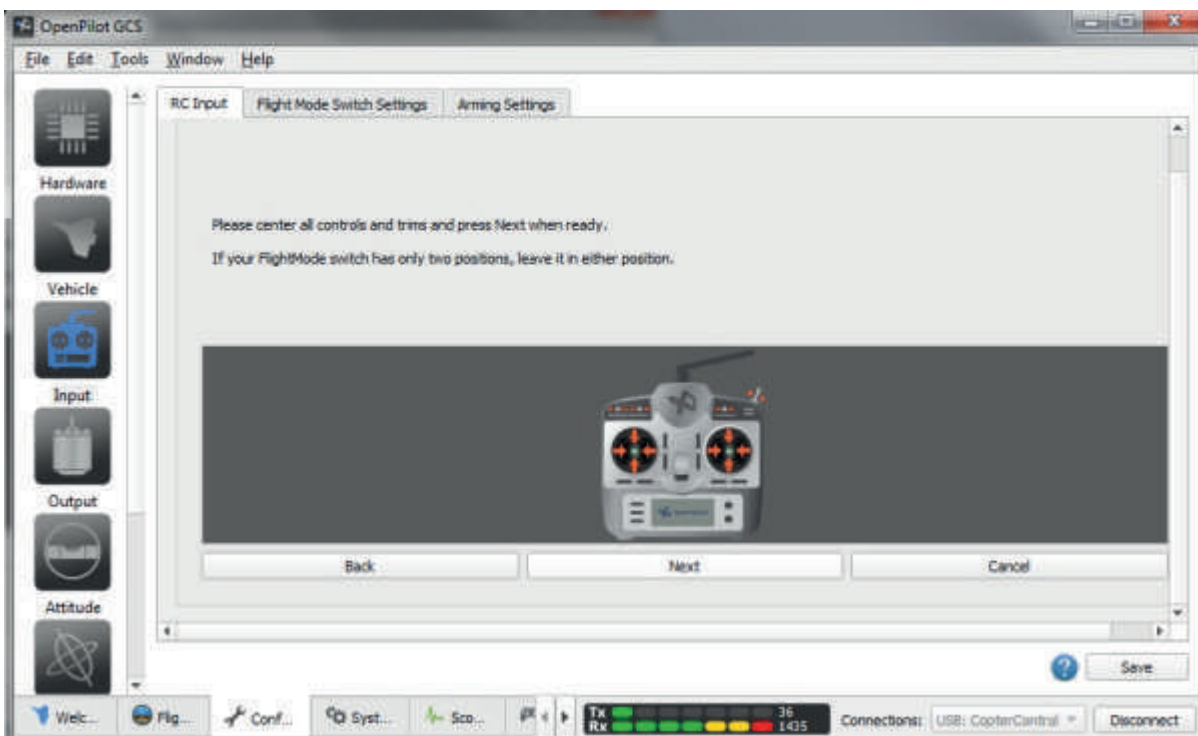 OpenPilot GCS
File Edit Tools Window Help
RC Input Flight Mode Switch Settings Arming Settings
Hardware
Please center all controls and trims and press Next when ready.
If your FlightMode switch has only two positions, leave it in either position.
Vehicle
Input
Output
Back Next Cancel
Attitude
Save
Welc... Flig... Conf... Syst... Sco...
Tx 36
Rx 1435
Connections: USB: CopterControl Disconnect